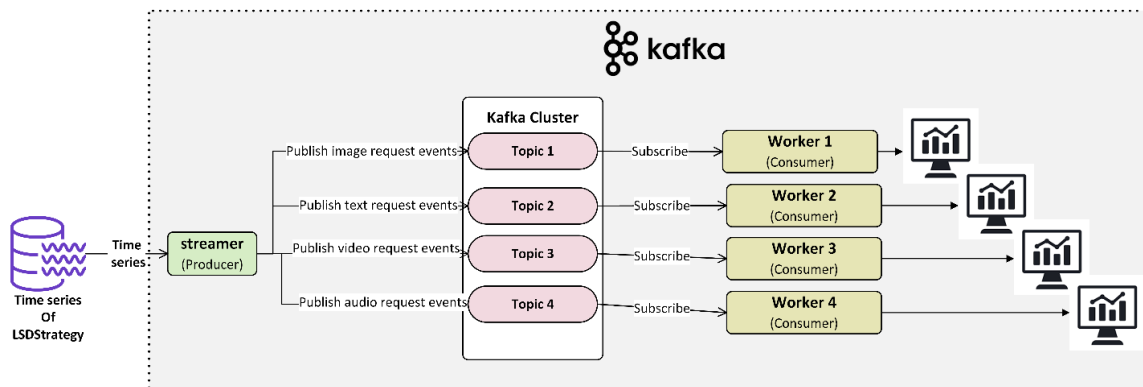 kafka
Kafka Cluster
Publish image request events
Topic 1
Subscribe
Worker 1
(Consumer)
Publish text request events
Topic 2
Subscribe
Worker 2
(Consumer)
Time
series
streamer
(Producer)
Publish video request events
Topic 3
Subscribe
Worker 3
(Consumer)
Publish audio request events
Topic 4
Subscribe
Worker 4
(Consumer)
Time series
Of
LSDStrategy